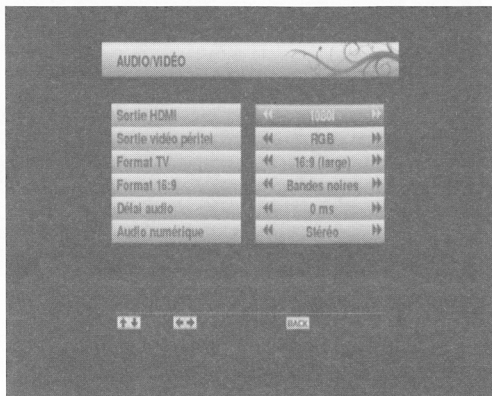 AUDIO/VIDÉO
Sortie HDMI 1080i
Sortie vidéo péritel RGB
Format TV 16:9 (large)
Format 16:9 Bandes noires
Délai audio 0 ms
Audio numérique Stéréo
BACK